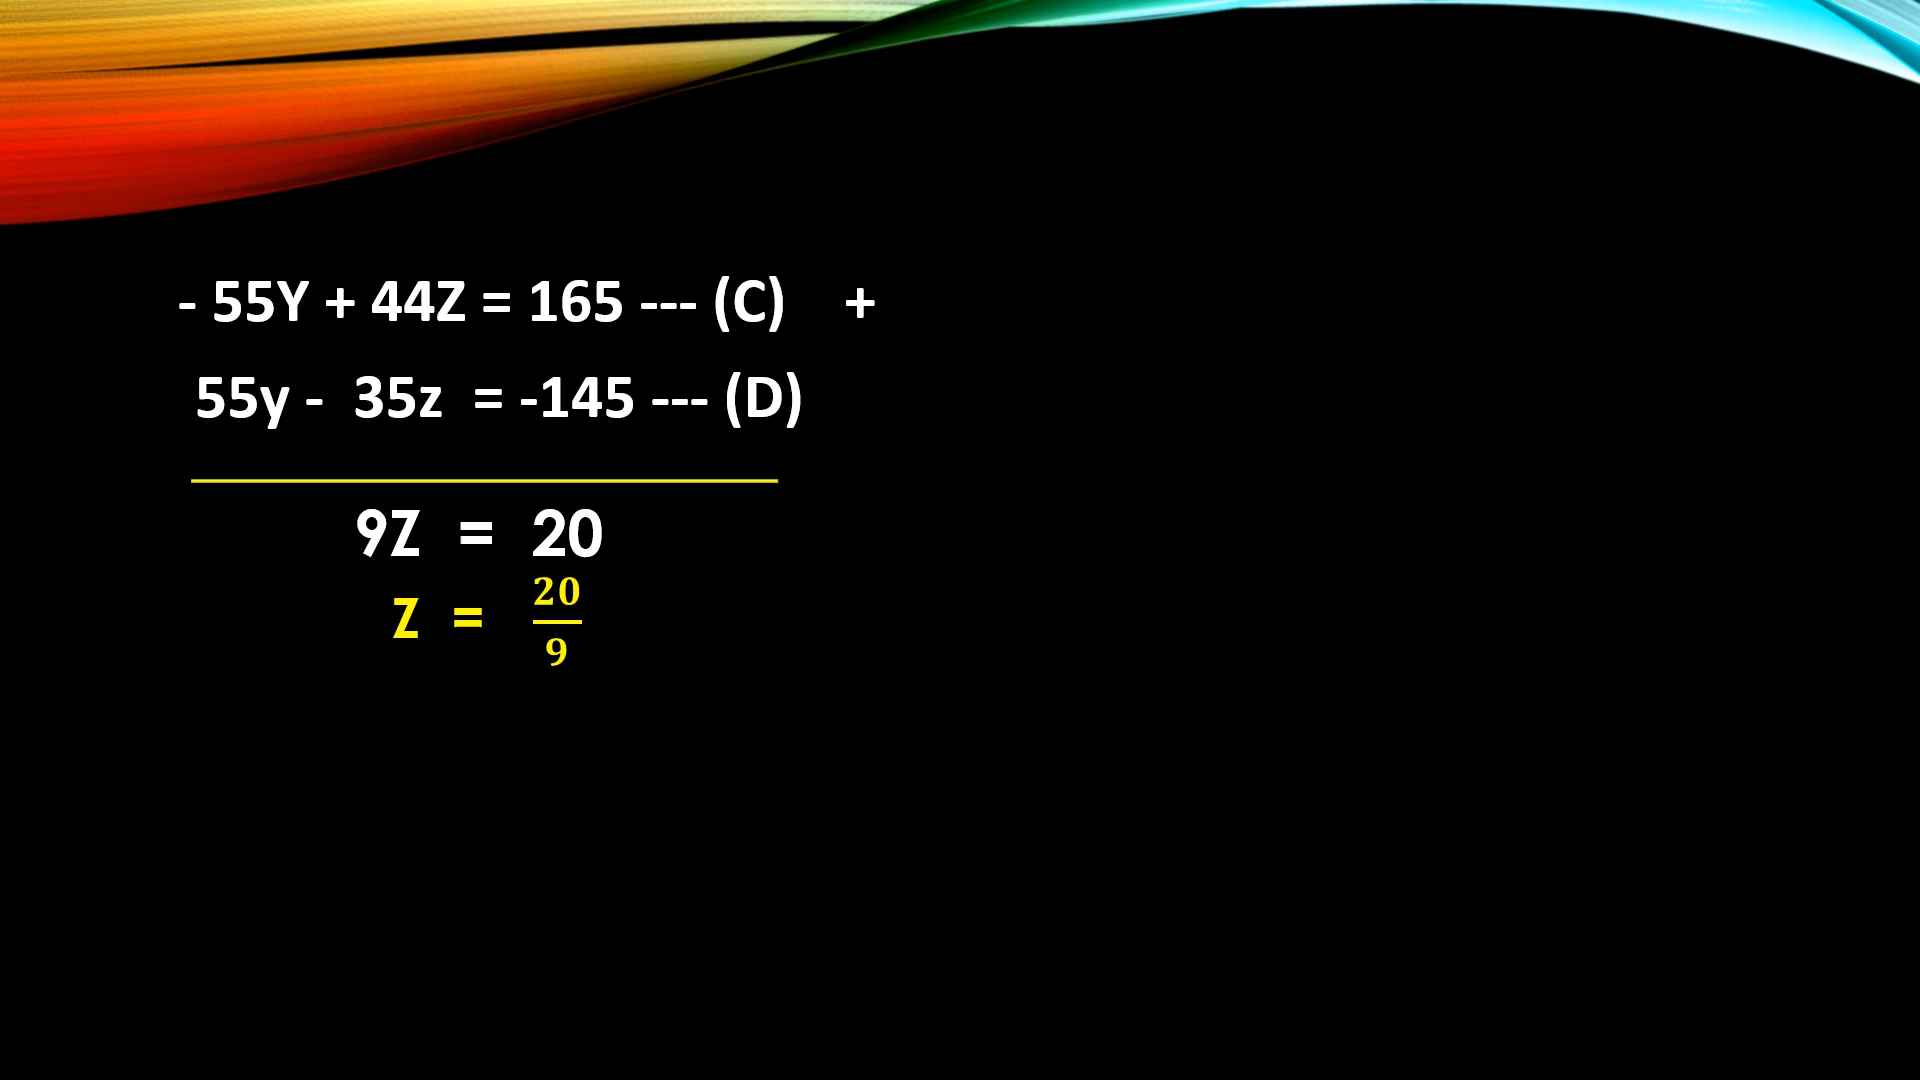 - 55Y + 44Z = 165 --- (C) +
55y - 35z = -145 --- (D)
9Z = 20
Z = 20/9